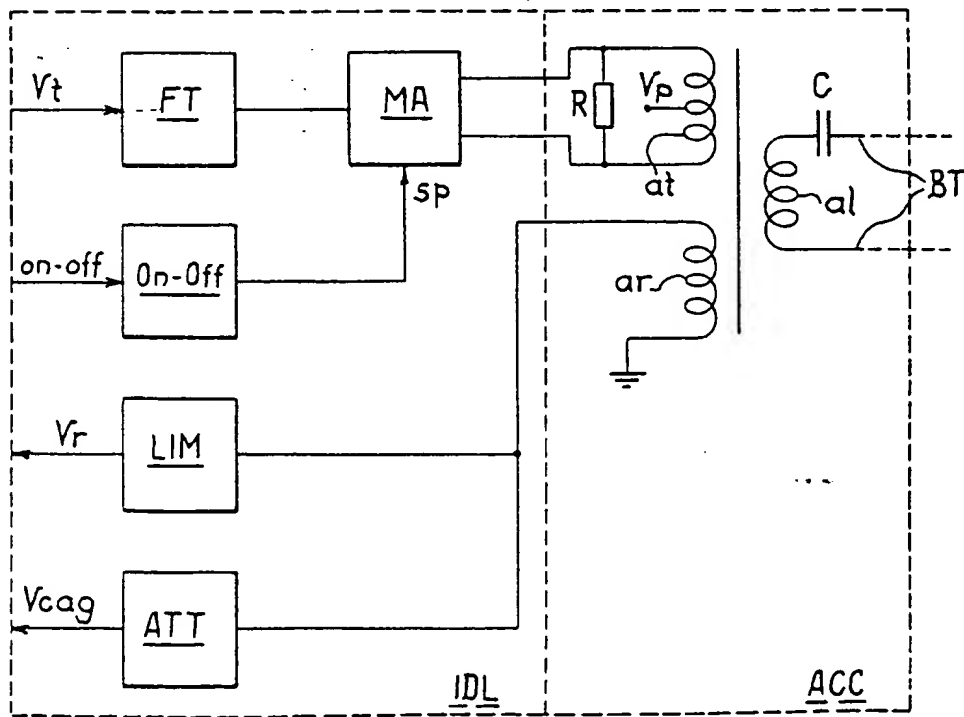 Vt
FT
MA
R
Vp
at
C
al
BT
sp
on-off
On-Off
ar
Vr
LIM
Vcag
ATT
IDL
ACC